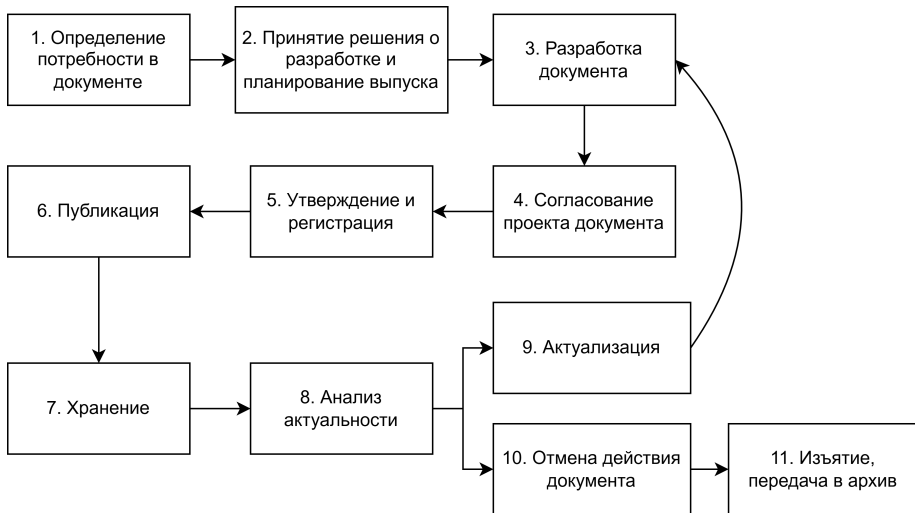 1. Определение
потребности в
документе
2. Принятие решения о
разработке и
планирование выпуска
3. Разработка
документа
4. Согласование
проекта документа
5. Утверждение и
регистрация
6. Публикация
7. Хранение
8. Анализ
актуальности
9. Актуализация
10. Отмена действия
документа
11. Изъятие,
передача в архив